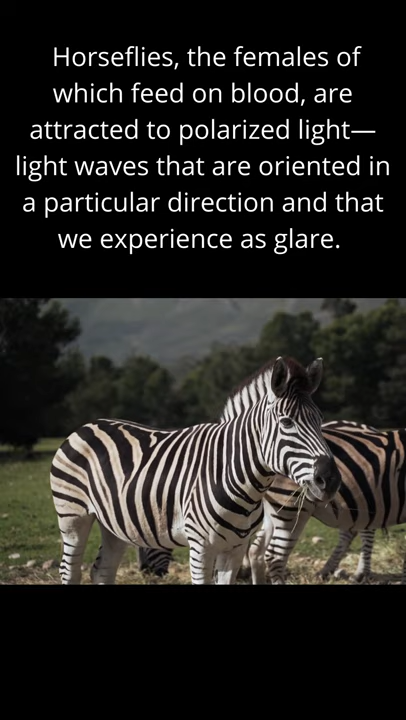 Horseflies, the females of
which feed on blood, are
attracted to polarized light—
light waves that are oriented in
a particular direction and that
we experience as glare.